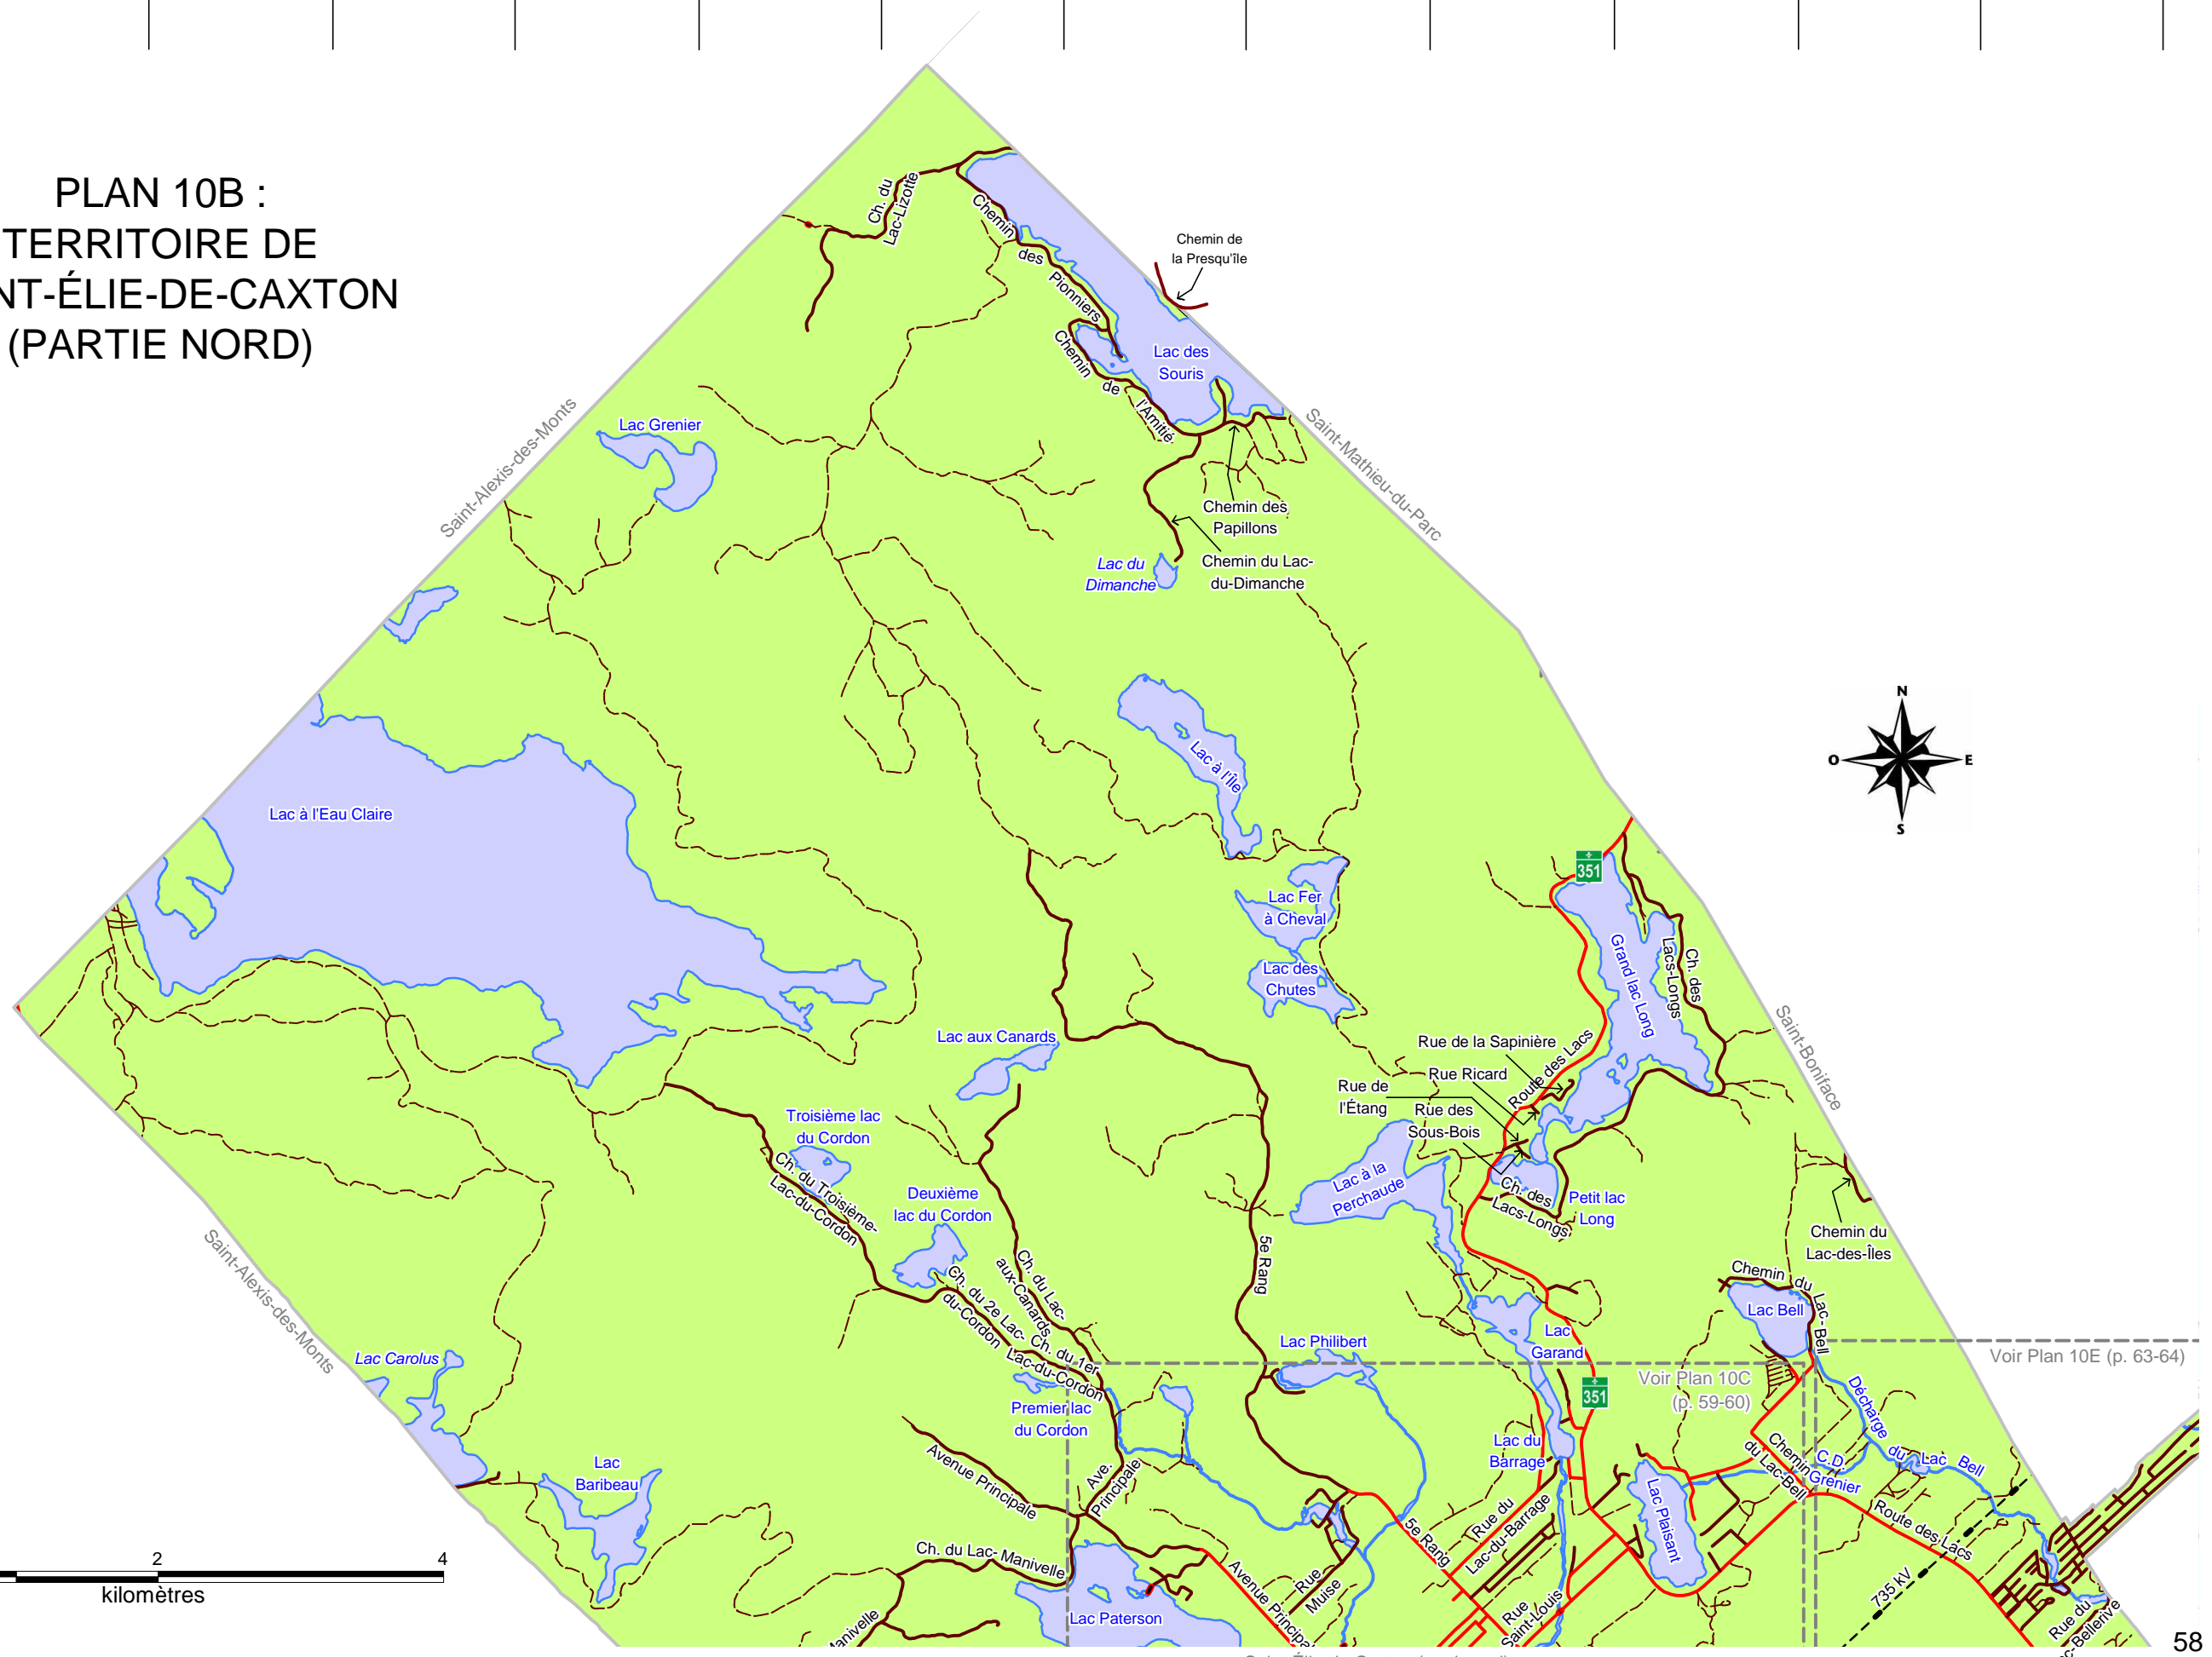 PLAN 10B :
TERRITOIRE DE
NT-ÉLIE-DE-CAXTON
(PARTIE NORD)
Ch. du
Lac-Lizotte
Chemin des Pionniers
Chemin de
la Presqu'île
Lac des
Souris
Chemin de l'Amitié
Saint-Alexis-des-Monts
Lac Grenier
Saint-Mathieu-du-Parc
Chemin des
Papillons
Lac du
Dimanche
Chemin du Lac-
du-Dimanche
N
O
E
S
Lac à l'Île
Lac à l'Eau Claire
351
Lac Fer
à Cheval
Lac des
Chutes
Grand lac Long
Ch. des
Lacs-Longs
Saint-Boniface
Lac aux Canards
Rue de la Sapinière
Route des Lacs
Rue Ricard
Rue de
l'Étang
Rue des
Sous-Bois
Troisième lac
du Cordon
Ch. du Troisième-
Lac-du-Cordon
Lac à la
Perchaude
Ch. des
Lacs-Longs
Petit lac
Long
Deuxième
lac du Cordon
Chemin du
Lac-des-Îles
Saint-Alexis-des-Monts
5e Rang
Ch. du Lac-
aux-Canards
Ch. du 2e Lac-
du-Cordon
Chemin du Lac-Bell
Lac Bell
Lac
Garand
Lac Philibert
Voir Plan 10E (p. 63-64)
Lac Carolus
Ch. du 1er
Lac-du-Cordon
Voir Plan 10C
(p. 59-60)
351
Premier lac
du Cordon
Décharge du Lac Bell
Avenue Principale
Ave.
Principale
Lac du
Barrage
Chemin
du Lac-Bell
C.D.
Grenier
Lac
Baribeau
Lac Plaisant
Route des Lacs
5e Rang
Rue du
Lac-du-Barrage
Ch. du Lac- Manivelle
2
4
kilomètres
Avenue Principa
Rue
Muise
Rue
Saint-Louis
735 kV
Lac Paterson
Manivelle
Rue du
c-Bellerive
58